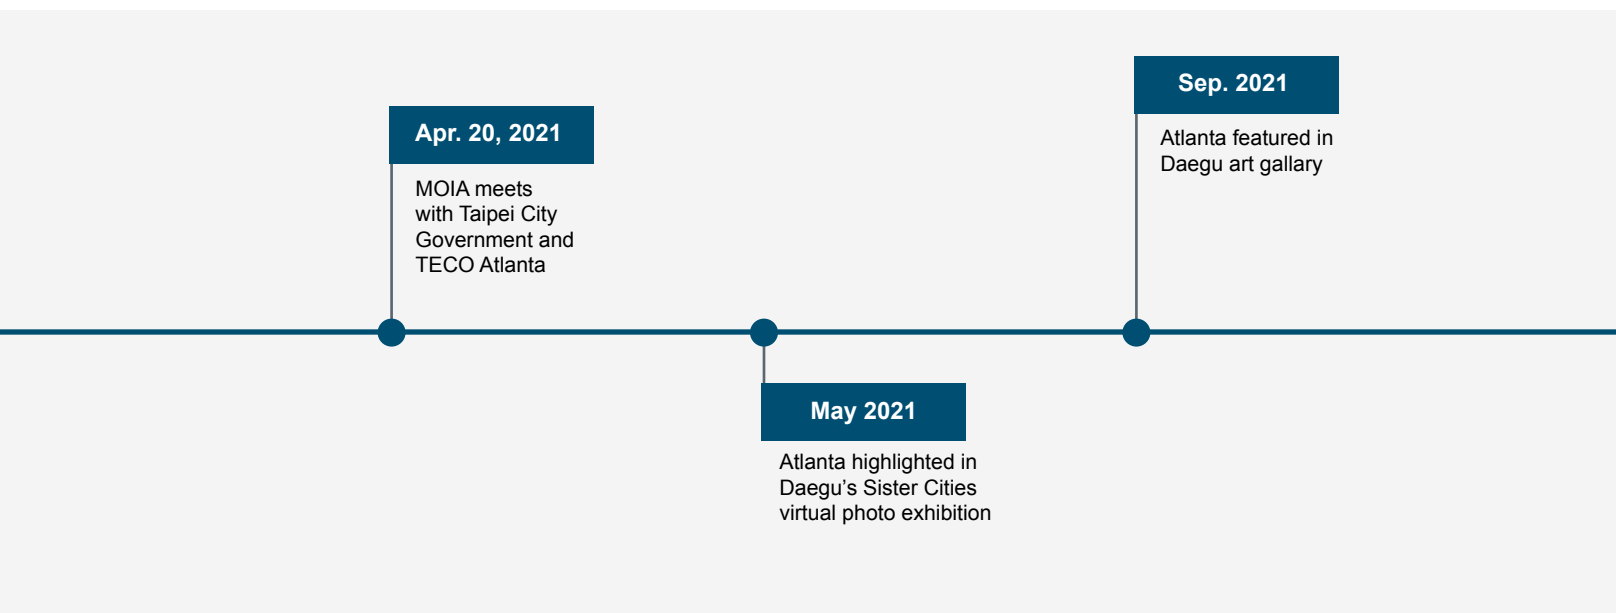 Apr. 20, 2021
MOIA meets
with Taipei City
Government and
TECO Atlanta
May 2021
Atlanta highlighted in
Daegu’s Sister Cities
virtual photo exhibition
Sep. 2021
Atlanta featured in
Daegu art gallary